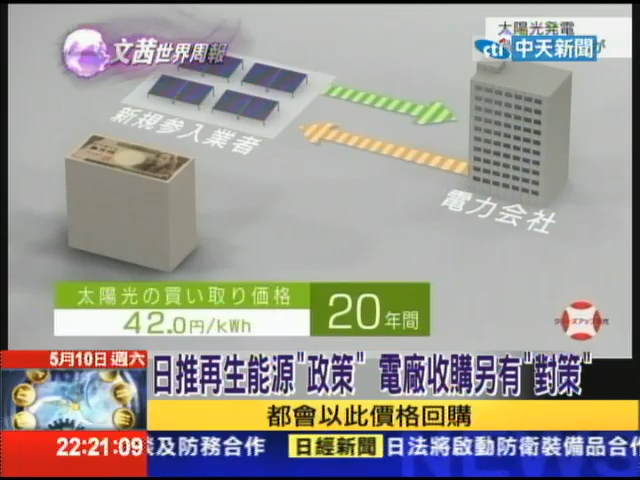 太陽光発電
文茜世界周報
cti 中天新聞
新規参入業者
電力会社
太陽光の買い取り価格
42.0円/kWh
20年間
5月10日 週六
日推再生能源"政策" 電廠收購另有"對策"
都會以此價格回購
22:21:09
及防務合作 日經新聞 日法將啟動防衛裝備品合作